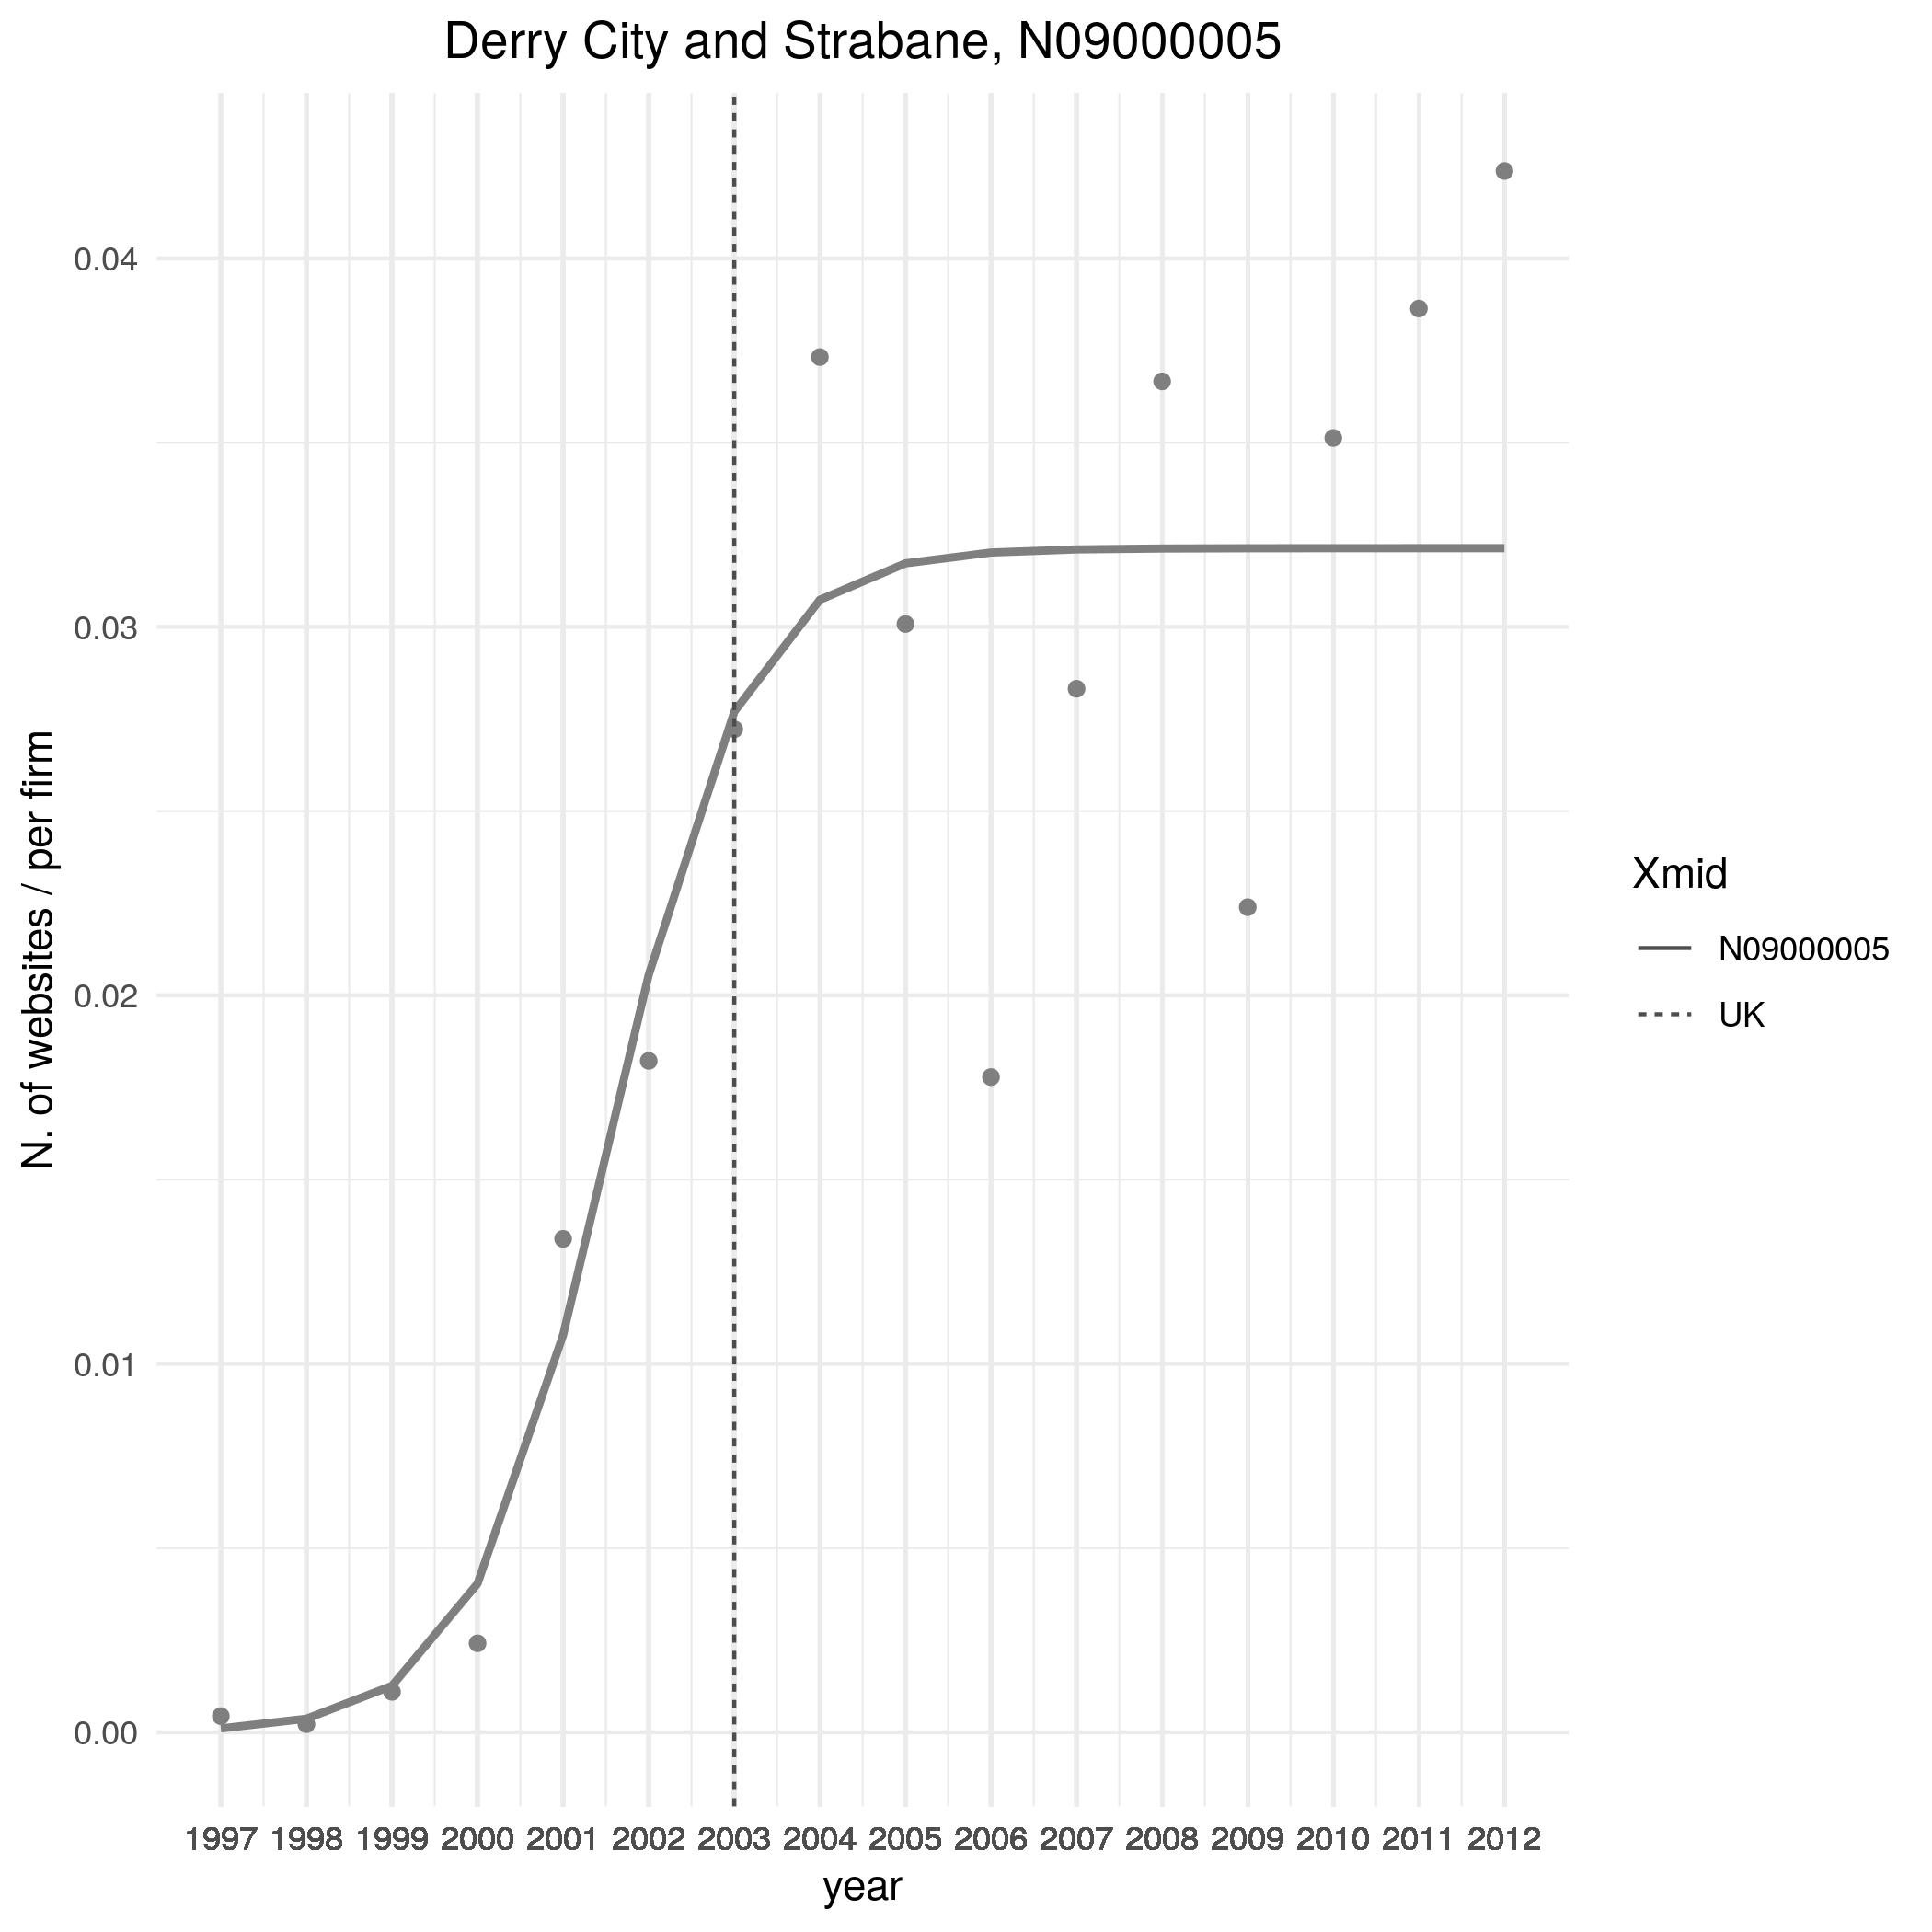 Derry City and Strabane, N09000005
N. of websites / per firm
0.04
0.03
0.02
0.01
0.00
1997 1998 1999 2000 2001 2002 2003 2004 2005 2006 2007 2008 2009 2010 2011 2012
year
Xmid
N09000005
UK